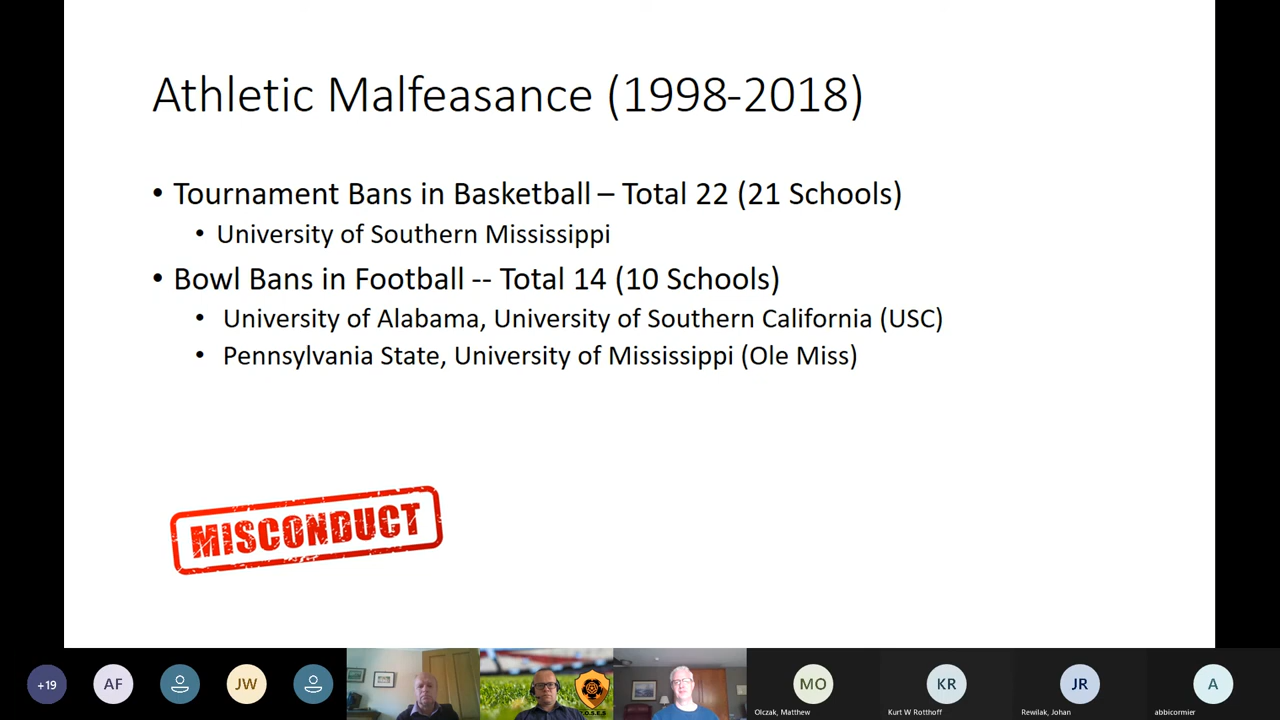 Athletic Malfeasance (1998-2018)
• Tournament Bans in Basketball – Total 22 (21 Schools)
• University of Southern Mississippi
• Bowl Bans in Football -- Total 14 (10 Schools)
• University of Alabama, University of Southern California (USC)
• Pennsylvania State, University of Mississippi (Ole Miss)
MISCONDUCT
+19
AF
JW
MO
KR
JR
A
Olczak, Matthew
Kurt W Rotthoff
Rewilak, Johan
abbicormier